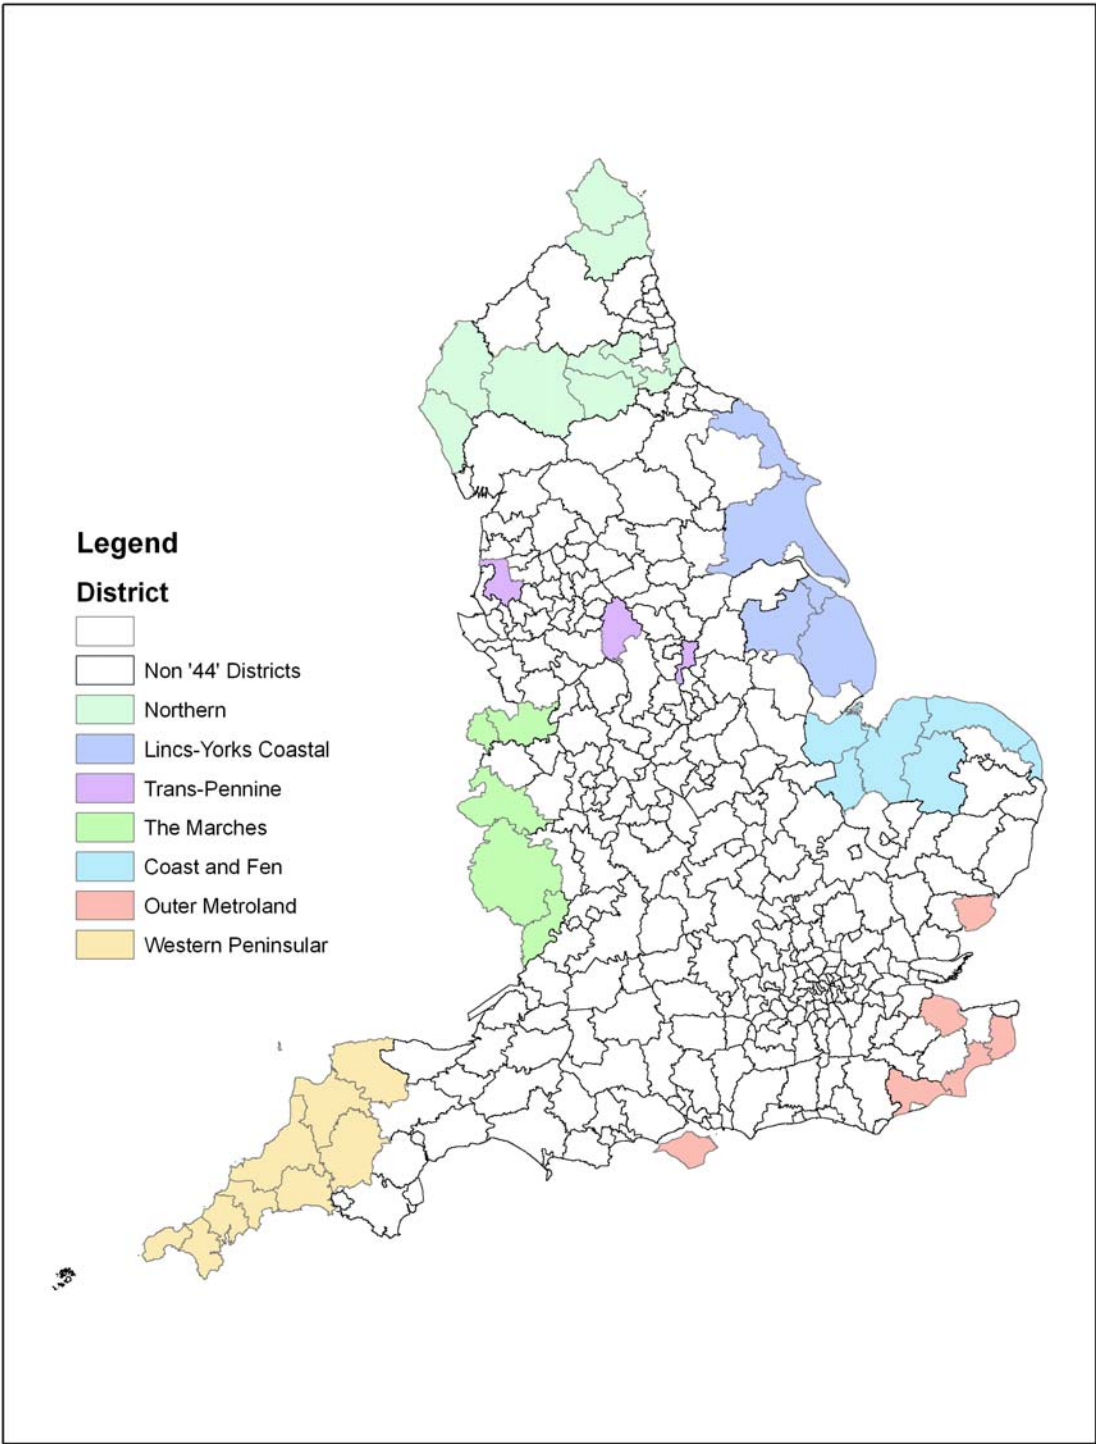 Legend
District
Non '44' Districts
Northern
Lincs-Yorks Coastal
Trans-Pennine
The Marches
Coast and Fen
Outer Metroland
Western Peninsular